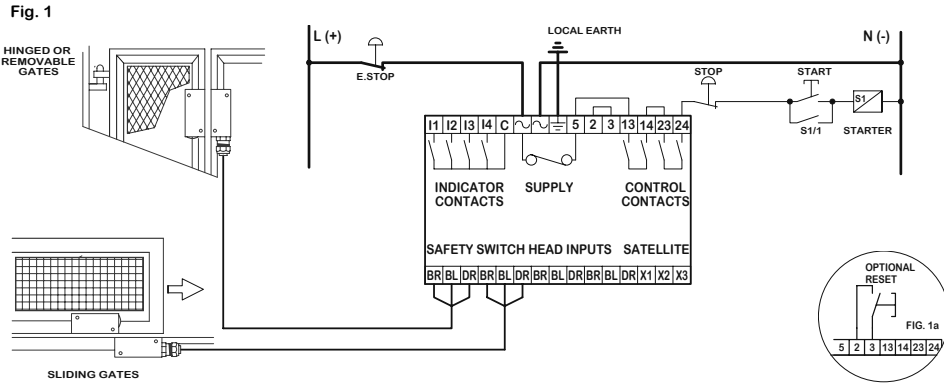 Fig. 1
HINGED OR
REMOVABLE
GATES
L (+)
E.STOP
LOCAL EARTH
N (-)
STOP
START
S1
S1/1
STARTER
I1 I2 I3 I4 C 5 2 3 13 14 23 24
INDICATOR
CONTACTS
SUPPLY
CONTROL
CONTACTS
SAFETY SWITCH HEAD INPUTS SATELLITE
BR BL DR BR BL DR BR BL DR BR BL DR X1 X2 X3
SLIDING GATES
OPTIONAL
RESET
FIG. 1a
5 2 3 13 14 23 24